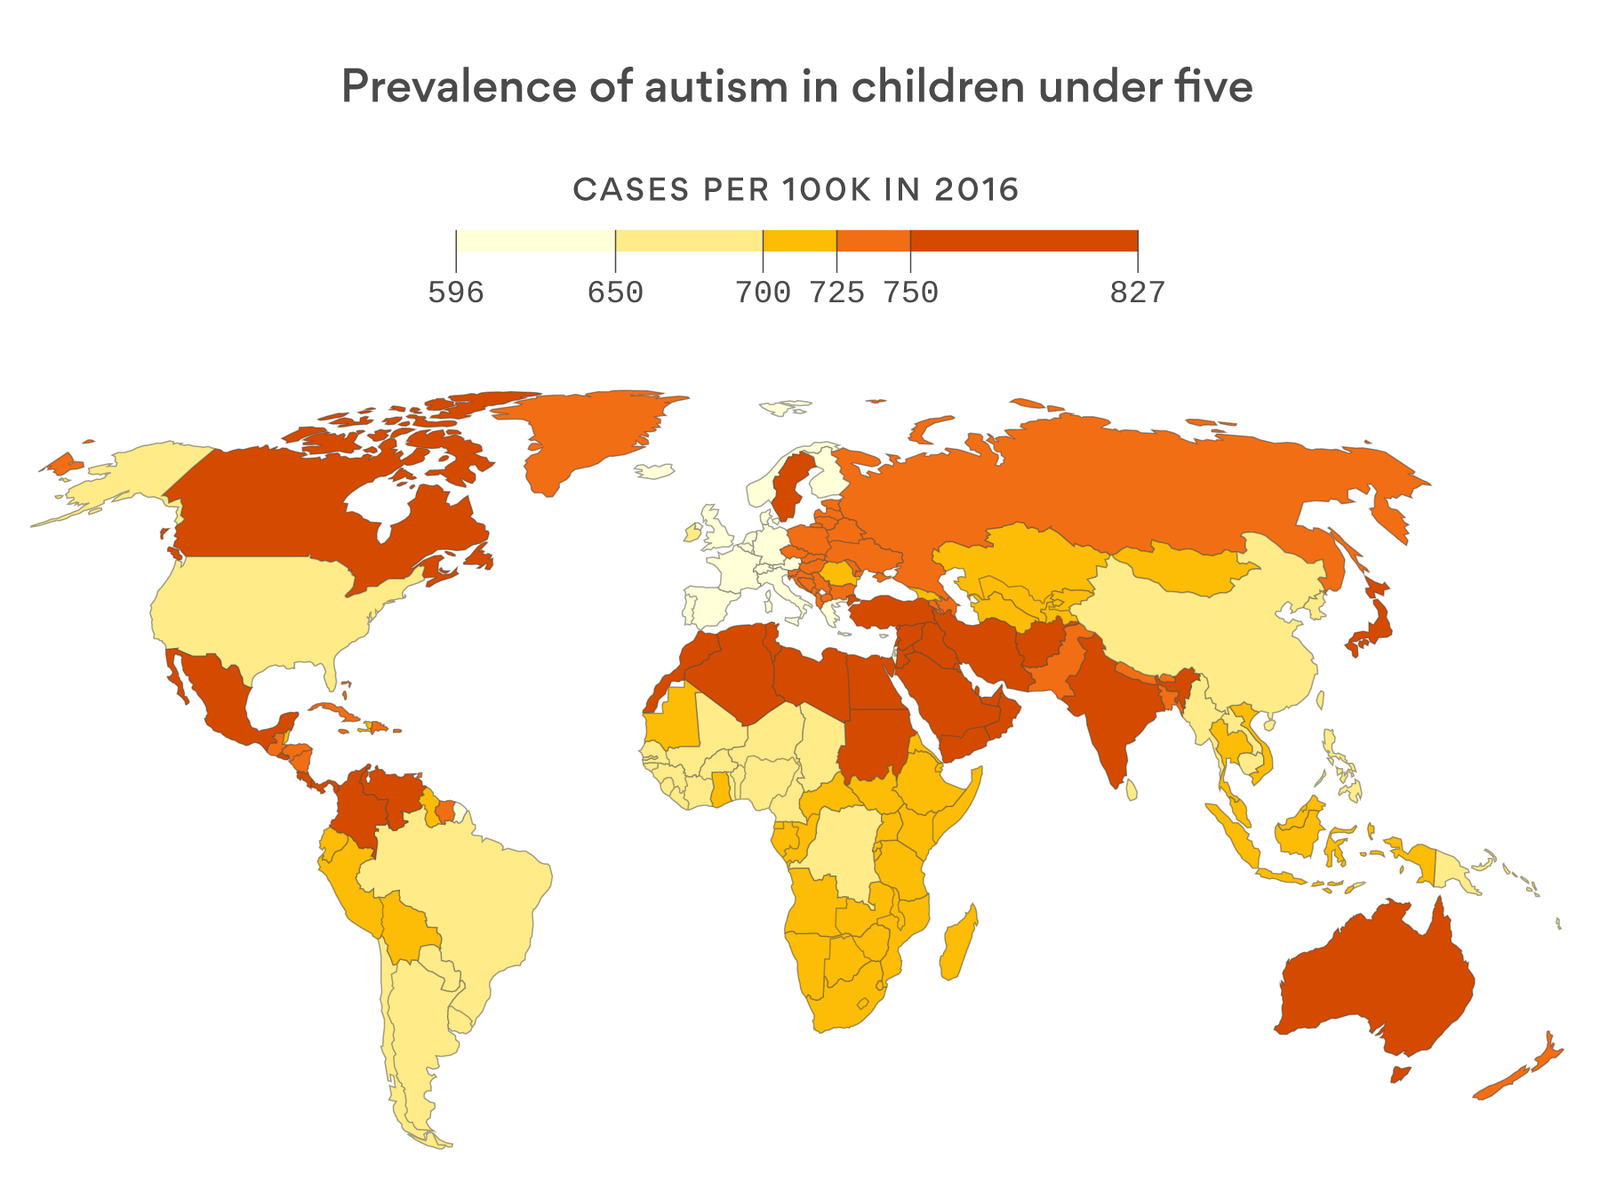 Prevalence of autism in children under five
CASES PER 100K IN 2016
596 650 700 725 750 827